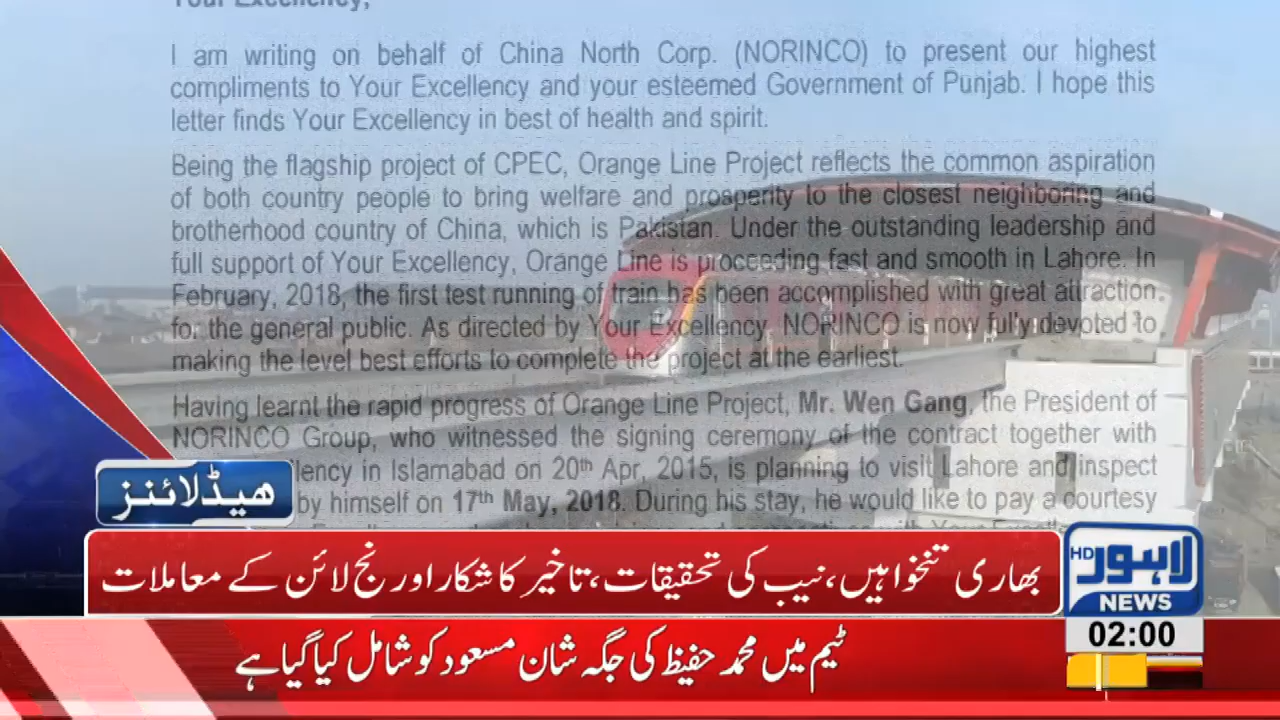 Your Excellency,
I am writing on behalf of China North Corp. (NORINCO) to present our highest
compliments to Your Excellency and your esteemed Government of Punjab. I hope this
letter finds Your Excellency in best of health and spirit.
Being the flagship project of CPEC, Orange Line Project reflects the common aspiration
of both country people to bring welfare and prosperity to the closest neighboring and
brotherhood country of China, which is Pakistan. Under the outstanding leadership and
full support of Your Excellency, Orange Line is proceeding fast and smooth in Lahore. In
February, 2018, the first test running of train has been accomplished with great attraction
for the general public. As directed by Your Excellency, NORINCO is now fully devoted to
making the level best efforts to complete the project at the earliest.
Having learnt the rapid progress of Orange Line Project, Mr. Wen Gang, the President of
NORINCO Group, who witnessed the signing ceremony of the contract together with
llency in Islamabad on 20th Apr, 2015, is planning to visit Lahore and inspect
by himself on 17th May, 2018. During his stay, he would like to pay a courtesy
ہیڈلائنز
بھاری تنخواہیں، نیب کی تحقیقات، تاخیر کا شکار اورنج لائن کے معاملات
لاہور HD
NEWS
02:00
ٹیم میں محمد حفیظ کی جگہ شان مسعود کو شامل کیا گیا ہے